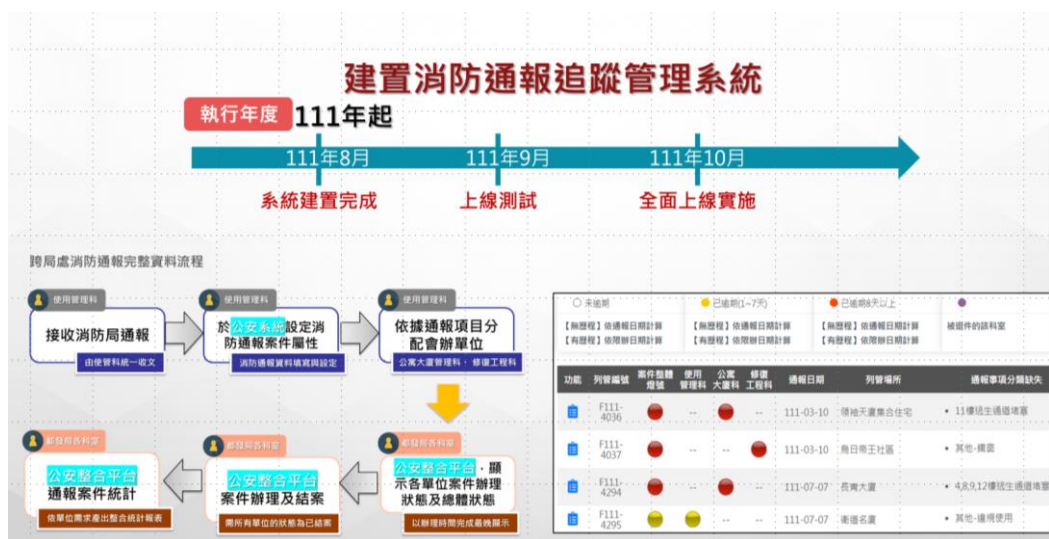 建置消防通報追蹤管理系統
執行年度 111年起
111年8月 111年9月 111年10月
系統建置完成 上線測試 全面上線實施
跨局處消防通報完整資料流程
使用管理科
接收消防局通報
由使管科統一收文
使用管理科
於公安系統設定消
防通報案件屬性
消防通報資料填寫與設定
使用管理科
依據通報項目分
配會辦單位
公寓大廈管理科、修復工程科
都發局各科室
公安整合平台，顯
示各單位案件辦理
狀態及總體狀態
以辦理時間完成最晚顯示
都發局各科室
公安整合平台
案件辦理及結案
需所有單位的狀態為已結案
都發局各科室
公安整合平台
通報案件統計
依單位需求產出整合統計報表
未逾期 已逾期(1~7天) 已逾期8天以上
【無歷程】依通報日期計算 【無歷程】依通報日期計算 【無歷程】依通報日期計算 被退件的該科室
【有歷程】依限辦日期計算 【有歷程】依限辦日期計算 【有歷程】依限辦日期計算
功能 列管編號 案件整體燈號 使用管理科 公寓大廈科 修復工程科 通報日期 列管場所 通報事項分類缺失
F111-4036 -- -- 111-03-10 領袖天廈集合住宅 • 11樓逃生通道堵塞
F111-4037 -- -- 111-03-10 烏日帝王社區 • 其他-鐵窗
F111-4294 -- -- 111-07-07 長青大廈 • 4,8,9,12樓逃生通道堵塞
F111-4295 -- -- 111-07-07 衛道名廈 • 其他-違規使用